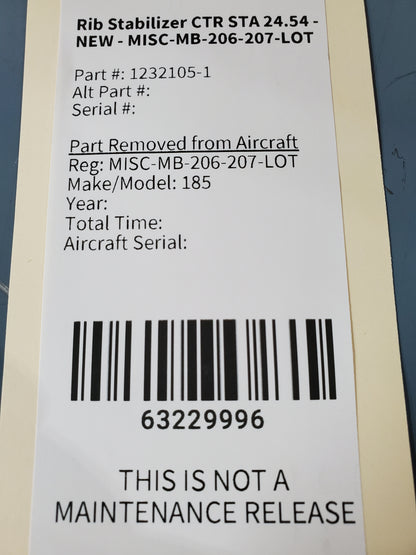 Rib Stabilizer CTR STA 24.54 -
NEW - MISC-MB-206-207-LOT
Part #: 1232105-1
Alt Part #:
Serial #:
Part Removed from Aircraft
Reg: MISC-MB-206-207-LOT
Make/Model: 185
Year:
Total Time:
Aircraft Serial:
63229996
THIS IS NOT A
MAINTENANCE RELEASE